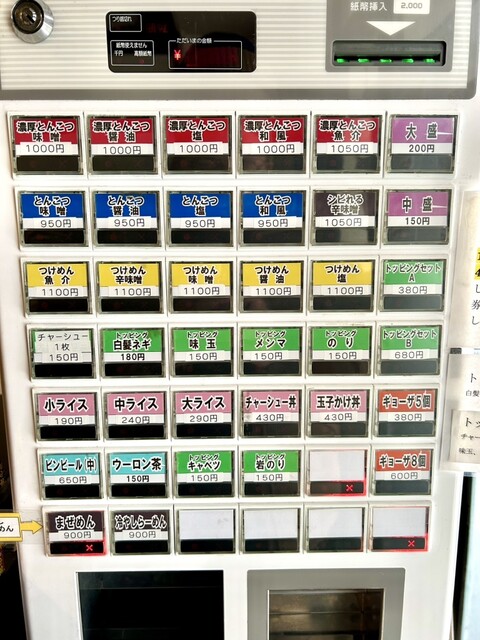 つり銭切れ
紙幣使えません
千円 高額紙幣
ただいまの金額
¥
紙幣挿入
2,000
濃厚とんこつ
味噌
1000円
濃厚とんこつ
醤油
1000円
濃厚とんこつ
塩
1000円
濃厚とんこつ
和風
1000円
濃厚とんこつ
魚介
1050円
大盛
200円
とんこつ
味噌
950円
とんこつ
醤油
950円
とんこつ
塩
950円
とんこつ
和風
950円
シビれる
辛味噌
1050円
中盛
150円
つけめん
魚介
1100円
つけめん
辛味噌
1100円
つけめん
味噌
1100円
つけめん
醤油
1100円
つけめん
塩
1100円
トッピングセット
A
380円
チャーシュー
1枚
150円
トッピング
白髪ネギ
180円
トッピング
味玉
150円
トッピング
メンマ
150円
トッピング
のり
150円
トッピングセット
B
680円
小ライス
190円
中ライス
240円
大ライス
290円
チャーシュー丼
430円
玉子かけ丼
430円
ギョーザ5個
380円
ビンビール(中)
650円
ウーロン茶
150円
トッピング
キャベツ
150円
トッピング
岩のり
150円
ギョーザ8個
600円
まぜめん
900円
冷やしらーめん
900円
めん
し
券
し
ト
白髪
トッ
チャー
味玉、